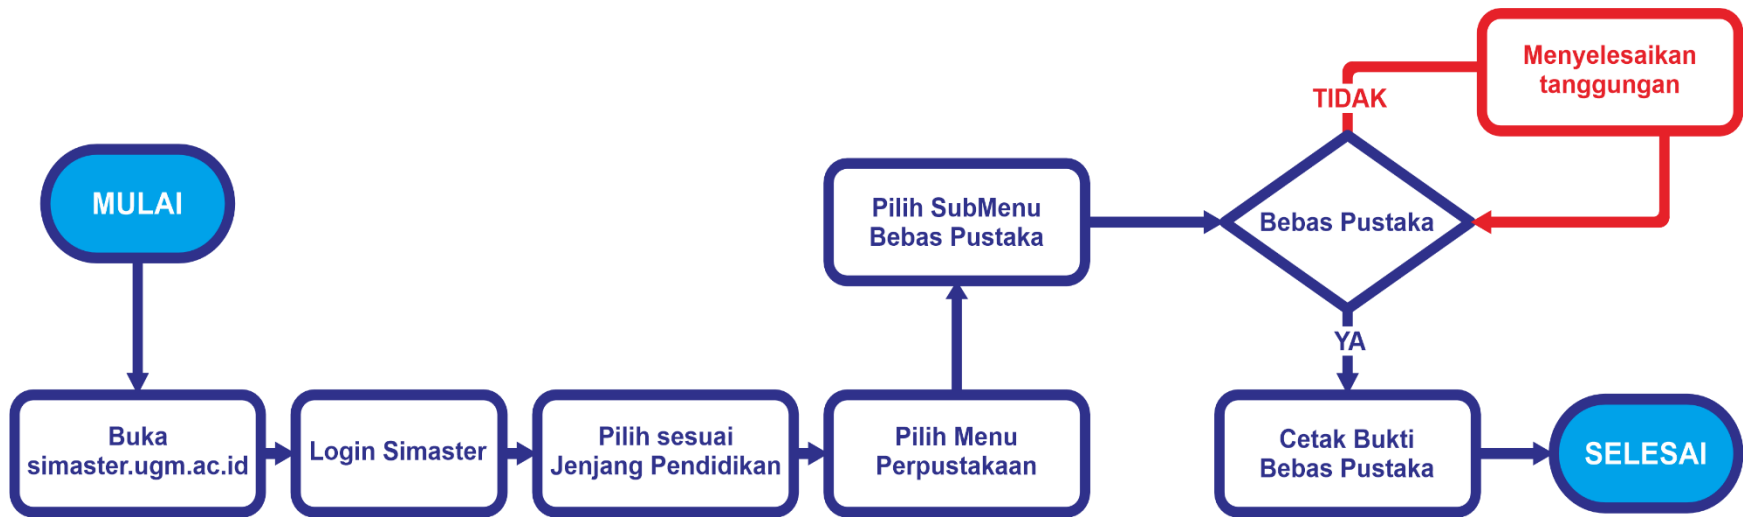 MULAI
Buka
simaster.ugm.ac.id
Login Simaster
Pilih sesuai
Jenjang Pendidikan
Pilih Menu
Perpustakaan
Pilih SubMenu
Bebas Pustaka
Bebas Pustaka
TIDAK
Menyelesaikan
tanggungan
YA
Cetak Bukti
Bebas Pustaka
SELESAI